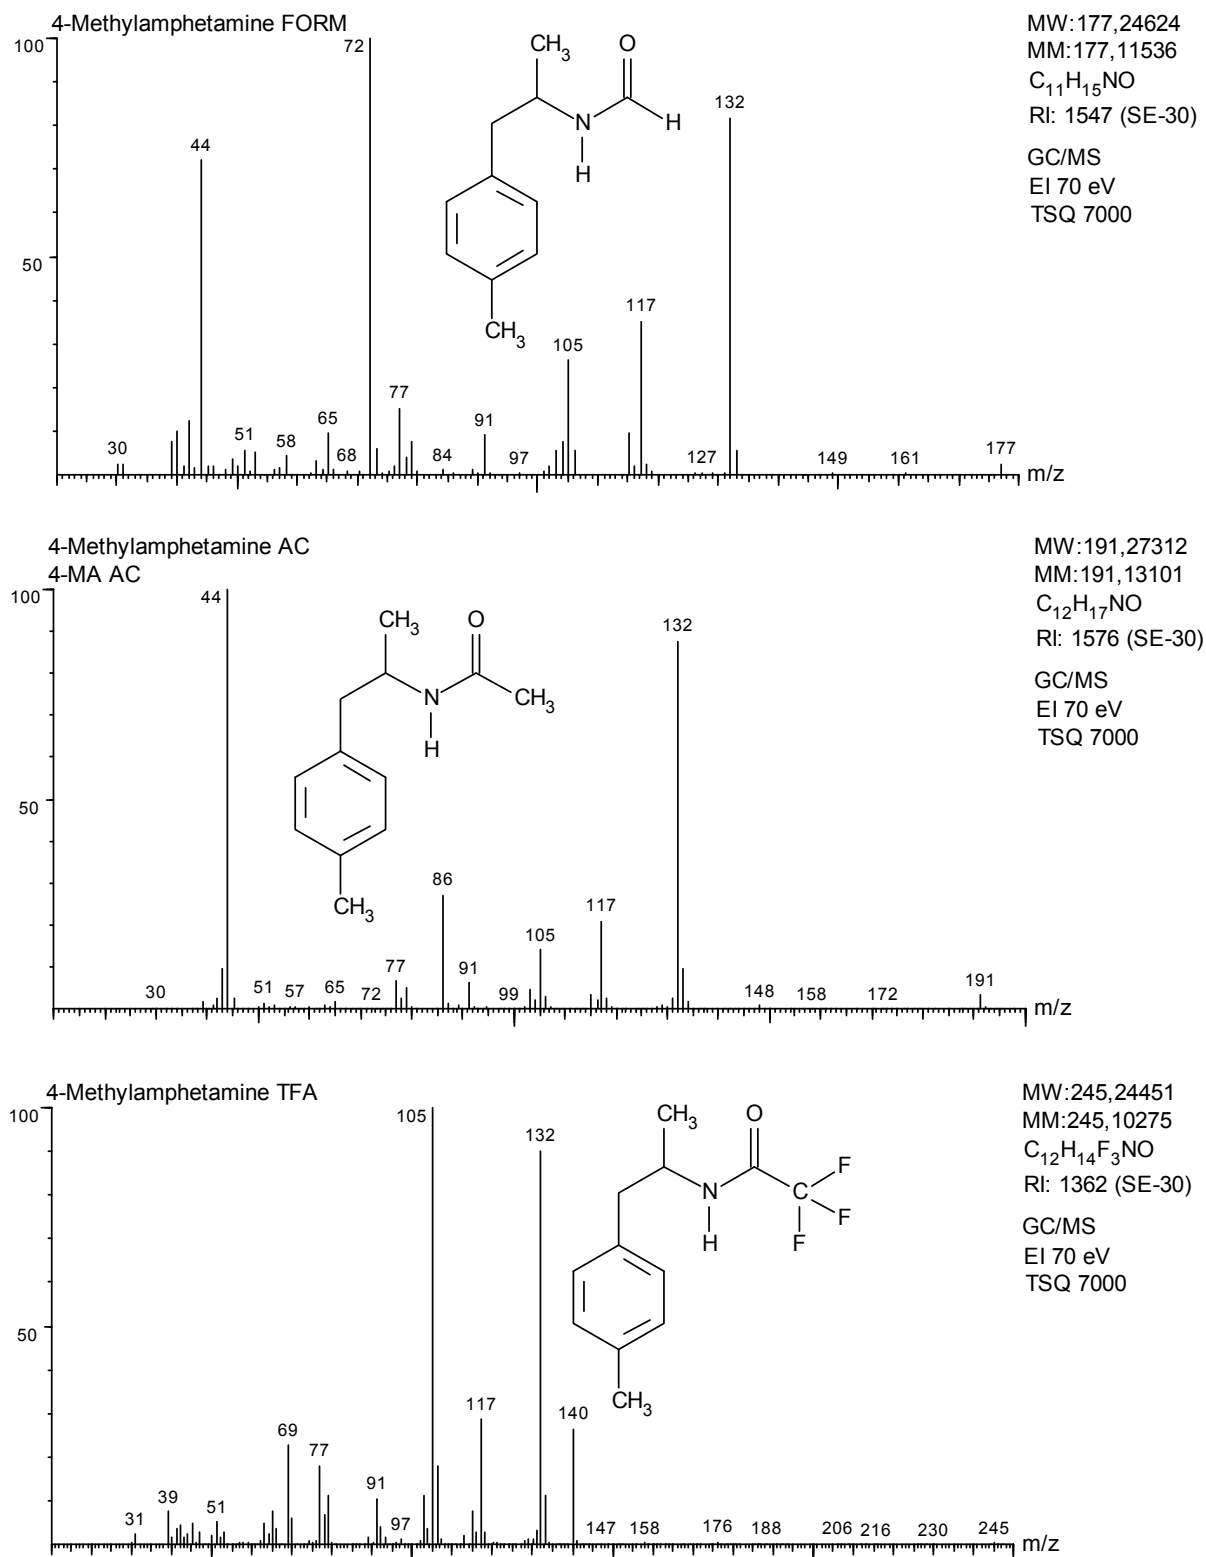 4-Methylamphetamine FORM
MW:177,24624
MM:177,11536
C11H15NO
RI: 1547 (SE-30)
GC/MS
EI 70 eV
TSQ 7000
100
50
72
44
132
117
105
77
65
91
51
58
30
68
84
97
127
149
161
177
m/z
CH3
O
N
H
H
CH3
4-Methylamphetamine AC
4-MA AC
MW:191,27312
MM:191,13101
C12H17NO
RI: 1576 (SE-30)
GC/MS
EI 70 eV
TSQ 7000
100
50
44
132
86
117
105
77
91
30
51
57
65
72
99
148
158
172
191
m/z
CH3
O
N
CH3
H
CH3
4-Methylamphetamine TFA
MW:245,24451
MM:245,10275
C12H14F3NO
RI: 1362 (SE-30)
GC/MS
EI 70 eV
TSQ 7000
100
50
105
132
117
140
69
77
91
39
51
31
97
147
158
176
188
206
216
230
245
m/z
CH3
O
F
N
C
F
H
F
CH3